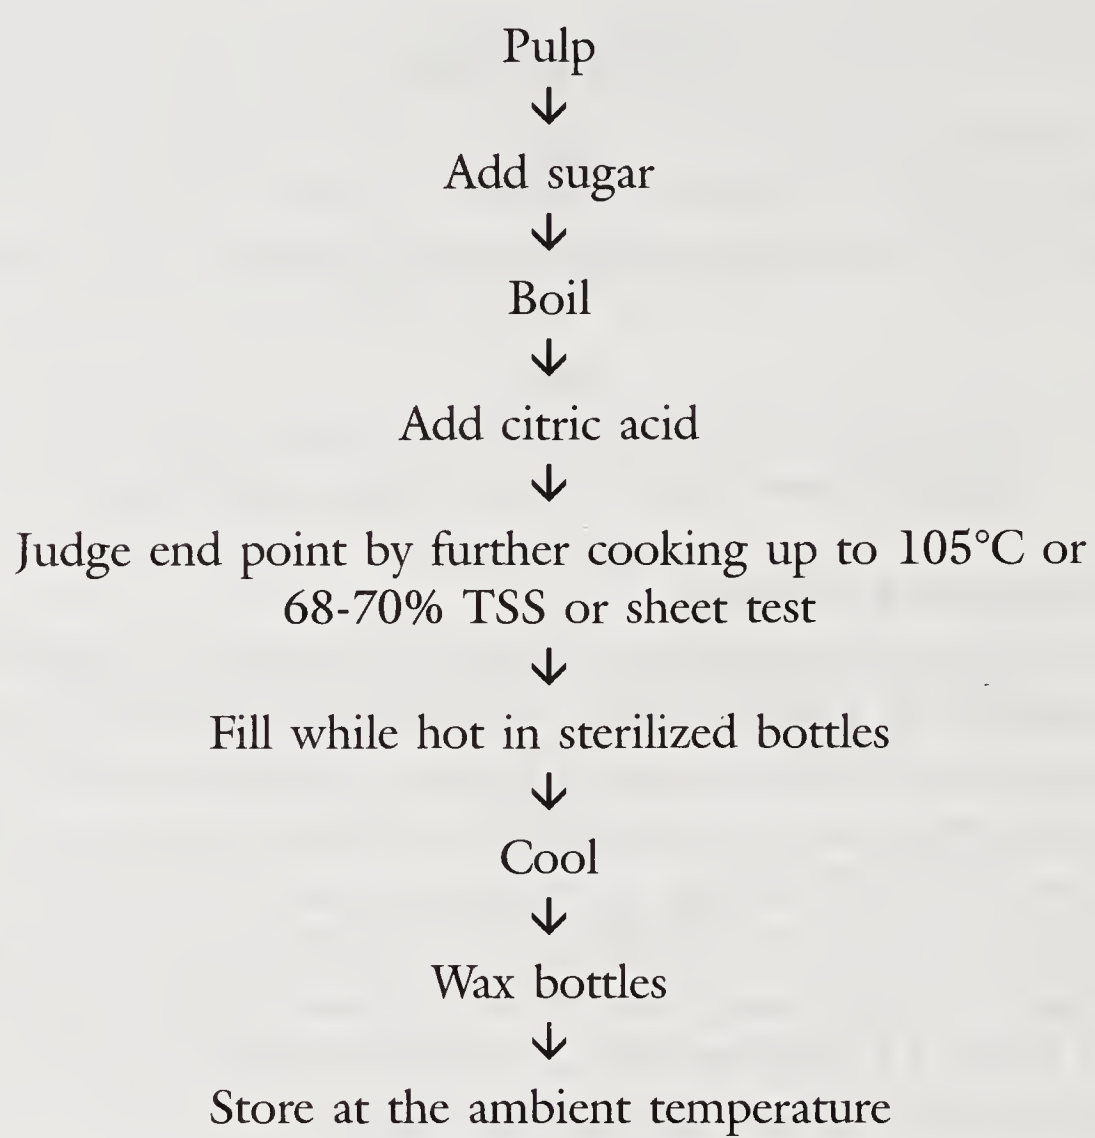 Pulp
↓
Add sugar
↓
Boil
↓
Add citric acid
↓
Judge end point by further cooking up to 105°C or
68-70% TSS or sheet test
↓
Fill while hot in sterilized bottles
↓
Cool
↓
Wax bottles
↓
Store at the ambient temperature